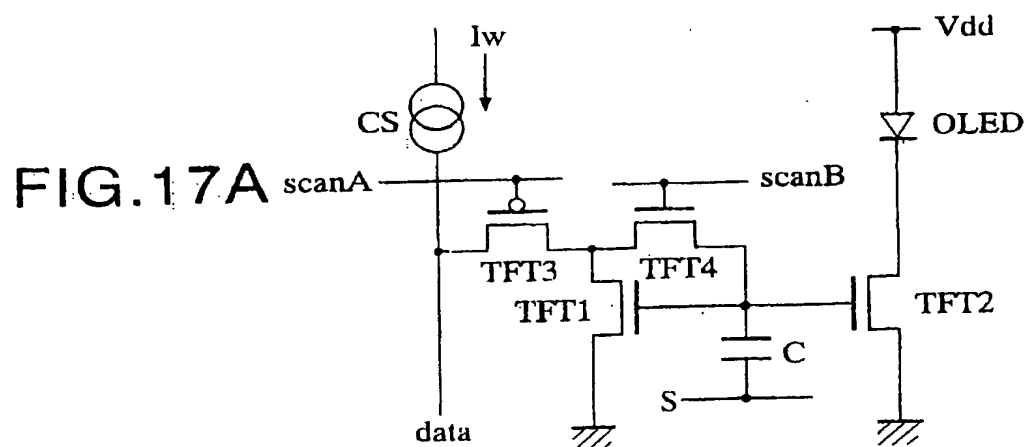 Iw
Vdd
CS
OLED
FIG.17A
scanA
scanB
TFT3
TFT4
TFT1
TFT2
C
S
data